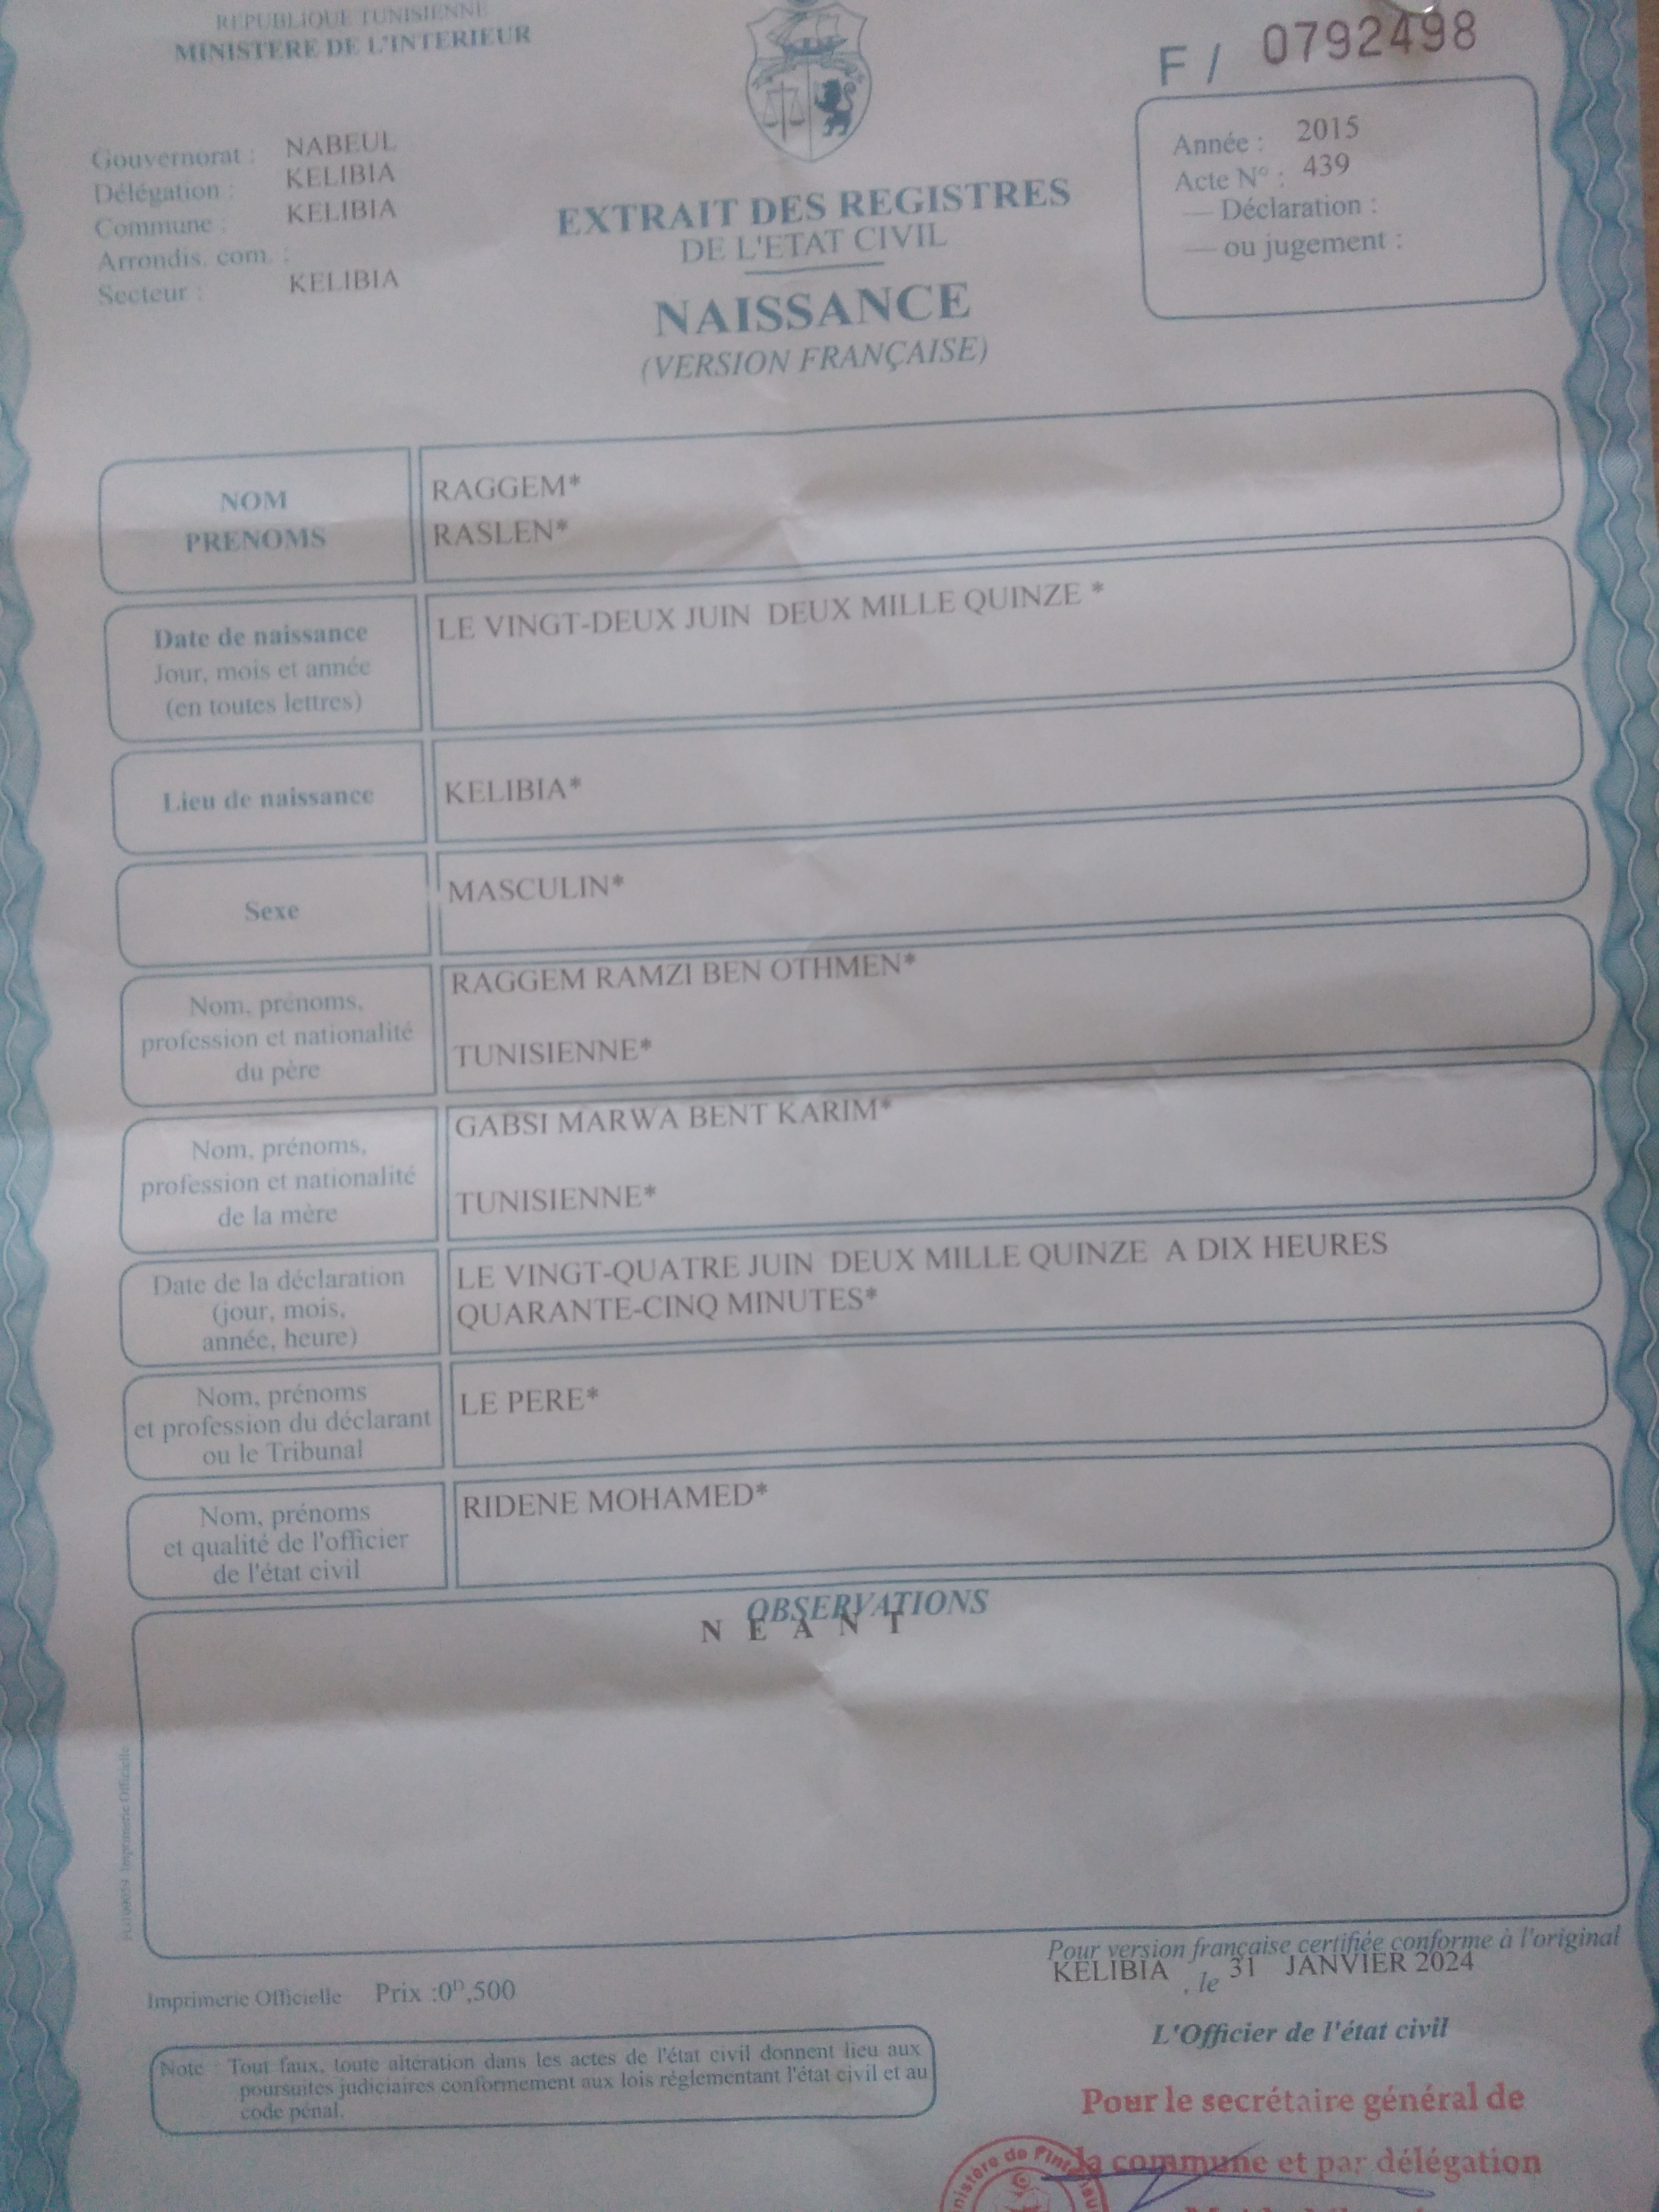 REPUBLIQUE TUNISIENNE
MINISTERE DE L'INTERIEUR
F / 0792498
Gouvernorat : NABEUL
Délégation : KELIBIA
Commune : KELIBIA
Arrondis. com. :
Secteur : KELIBIA
EXTRAIT DES REGISTRES
DE L'ETAT CIVIL
NAISSANCE
(VERSION FRANÇAISE)
Année : 2015
Acte N° : 439
— Déclaration :
— ou jugement :
NOM RAGGEM*
PRENOMS RASLEN*
Date de naissance
Jour, mois et année
(en toutes lettres)
LE VINGT-DEUX JUIN DEUX MILLE QUINZE *
Lieu de naissance KELIBIA*
Sexe MASCULIN*
Nom, prénoms,
profession et nationalité
du père
RAGGEM RAMZI BEN OTHMEN*
TUNISIENNE*
Nom, prénoms,
profession et nationalité
de la mère
GABSI MARWA BENT KARIM*
TUNISIENNE*
Date de la déclaration
(jour, mois,
année, heure)
LE VINGT-QUATRE JUIN DEUX MILLE QUINZE A DIX HEURES
QUARANTE-CINQ MINUTES*
Nom, prénoms
et profession du déclarant
ou le Tribunal
LE PERE*
Nom, prénoms
et qualité de l'officier
de l'état civil
RIDENE MOHAMED*
OBSERVATIONS
N E A N T
Imprimerie Officielle
Pour version française certifiée conforme à l'original
KELIBIA , le 31 JANVIER 2024
Imprimerie Officielle Prix :0ᴰ,500
L'Officier de l'état civil
Note : Tout faux, toute altération dans les actes de l'état civil donnent lieu aux
poursuites judiciaires conformement aux lois réglementant l'état civil et au
code pénal.
Pour le secrétaire général de
la commune et par délégation